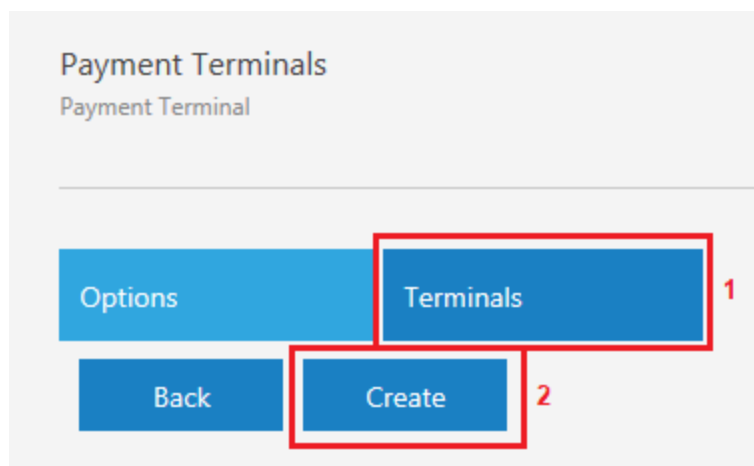 Payment Terminals
Payment Terminal
Options Terminals 1
Back Create 2